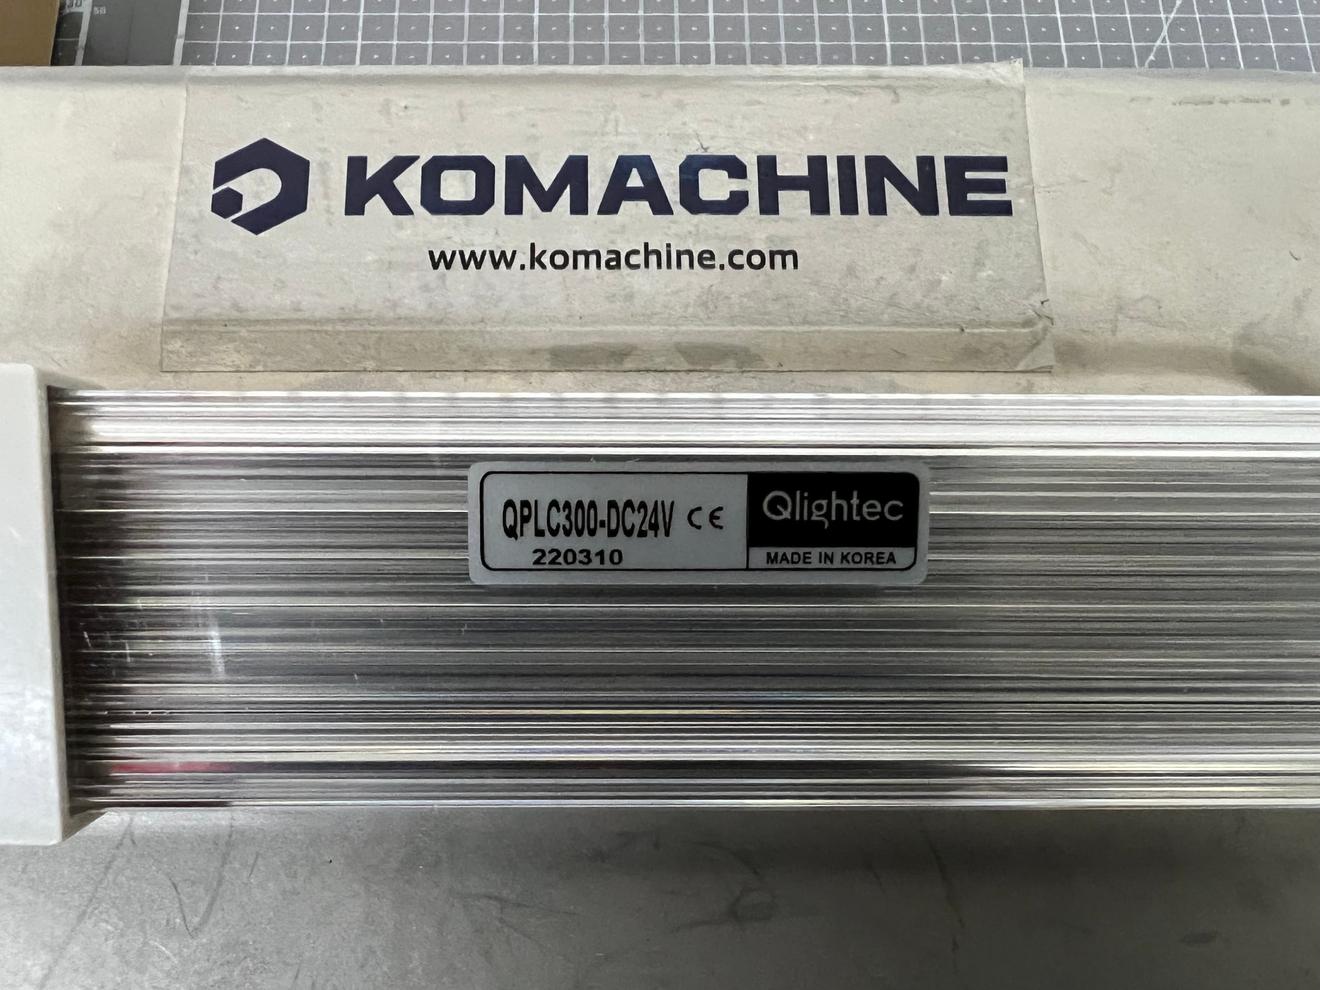 KOMACHINE
www.komachine.com
QPLC300-DC24V CE
220310
Qlightec
MADE IN KOREA